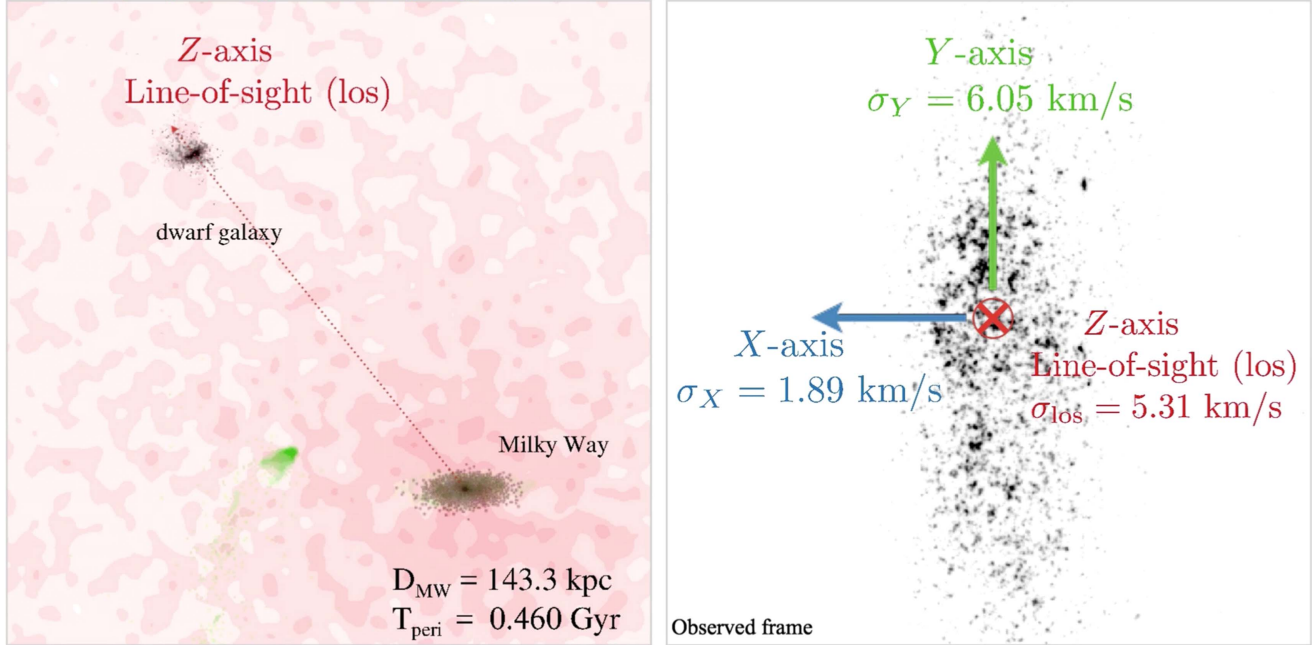 Z-axis
Line-of-sight (los)
dwarf galaxy
Milky Way
D_MW = 143.3 kpc
T_peri = 0.460 Gyr
Y-axis
σ_Y = 6.05 km/s
X-axis
σ_X = 1.89 km/s
Z-axis
Line-of-sight (los)
σ_los = 5.31 km/s
Observed frame